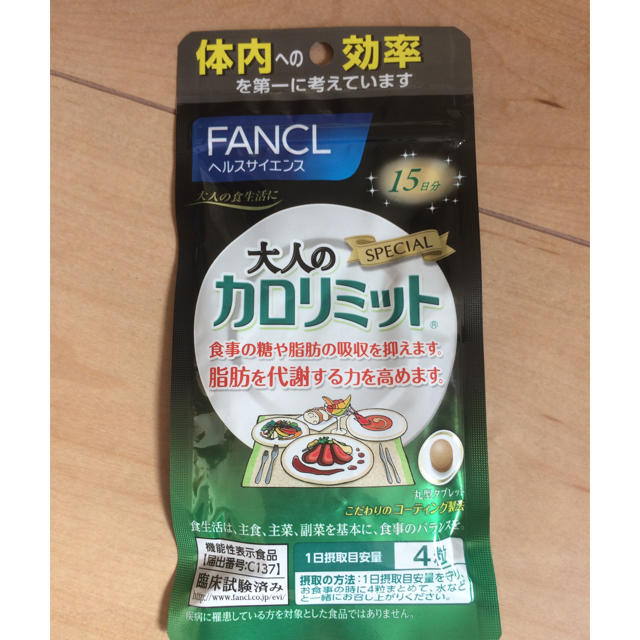 体内への効率
を第一に考えています
FANCL
ヘルスサイエンス
15日分
大人の食生活に
SPECIAL
大人の
カロリミット®
食事の糖や脂肪の吸収を抑えます。
脂肪を代謝する力を高めます。
丸型タブレット
こだわりのコーティング製法
食生活は、主食、主菜、副菜を基本に、食事のバランスを。
機能性表示食品
【届出番号:C137】
臨床試験済み
http://www.fancl.co.jp/evi/
1日摂取目安量 4粒
摂取の方法:1日摂取目安量を守り、
お食事の時に4粒まとめて、水など
と一緒にお召し上がりください。
疾病に罹患している方を対象とした食品ではありません。